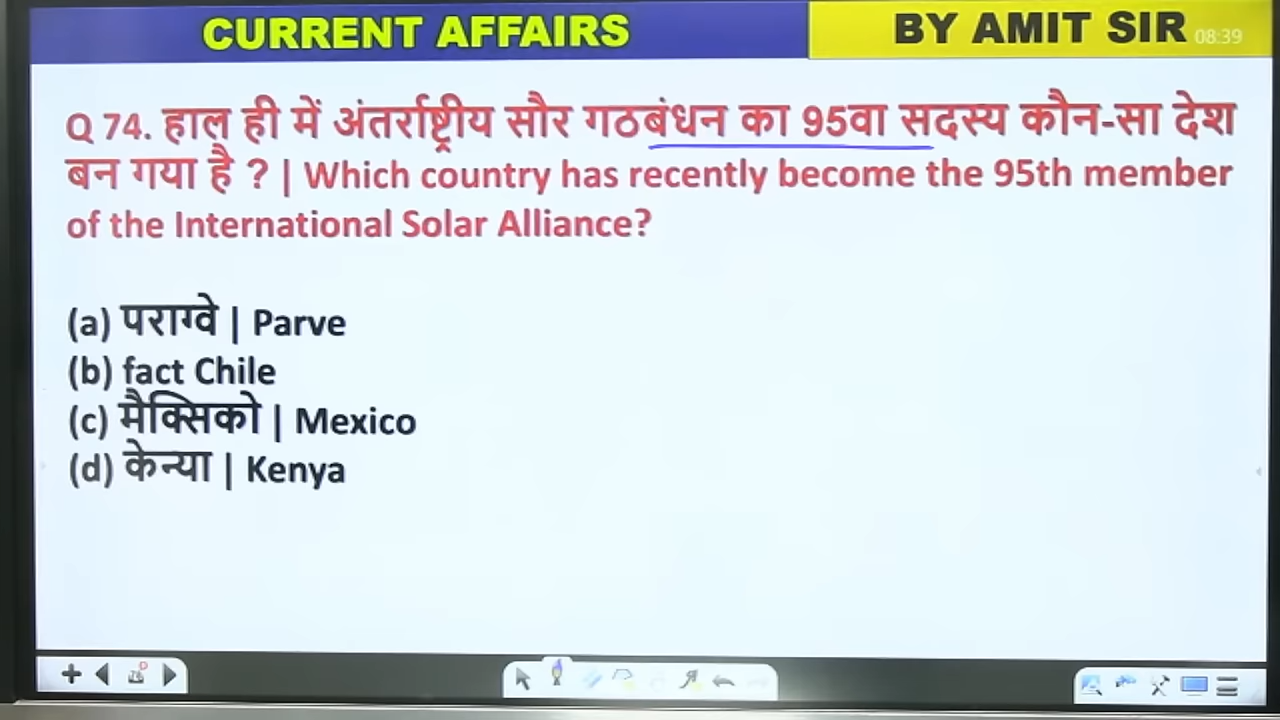 CURRENT AFFAIRS
BY AMIT SIR
08:39
Q 74. हाल ही में अंतर्राष्ट्रीय सौर गठबंधन का 95वा सदस्य कौन-सा देश
बन गया है ? | Which country has recently become the 95th member
of the International Solar Alliance?
(a) पराग्वे | Parve
(b) fact Chile
(c) मैक्सिको | Mexico
(d) केन्या | Kenya